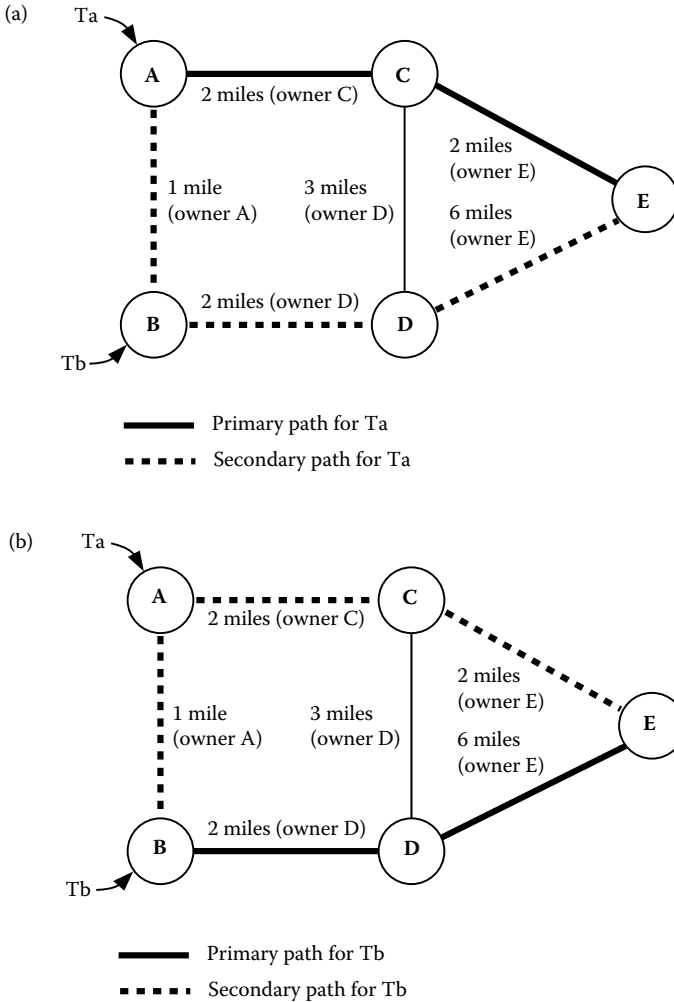 (a)
Ta
A
C
2 miles (owner C)
1 mile
(owner A)
3 miles
(owner D)
2 miles
(owner E)
6 miles
(owner E)
E
2 miles (owner D)
B
D
Tb
Primary path for Ta
Secondary path for Ta
(b)
Ta
A
C
2 miles (owner C)
1 mile
(owner A)
3 miles
(owner D)
2 miles
(owner E)
6 miles
(owner E)
E
2 miles (owner D)
B
D
Tb
Primary path for Tb
Secondary path for Tb